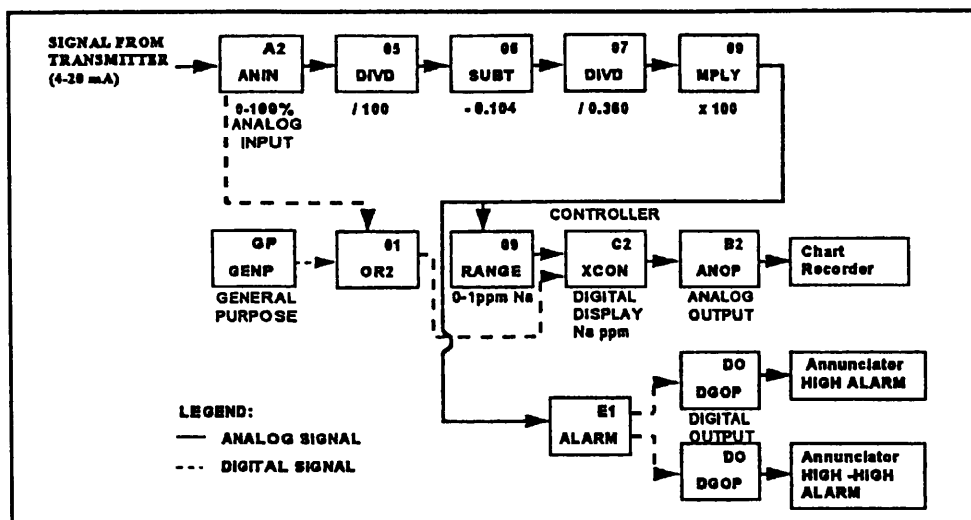 SIGNAL FROM
TRANSMITTER
(4-20 mA)
A2
ANIN
0-100%
ANALOG
INPUT
05
DIVD
/ 100
06
SUBT
- 0.104
07
DIVD
/ 0.360
09
MPLY
x 100
CONTROLLER
GP
GENP
GENERAL
PURPOSE
01
OR2
09
RANGE
0-1ppm Na
C2
XCON
DIGITAL
DISPLAY
Na ppm
B2
ANOP
ANALOG
OUTPUT
Chart
Recorder
E1
ALARM
DO
DGOP
DIGITAL
OUTPUT
Annunciator
HIGH ALARM
DO
DGOP
Annunciator
HIGH -HIGH
ALARM
LEGEND:
ANALOG SIGNAL
DIGITAL SIGNAL